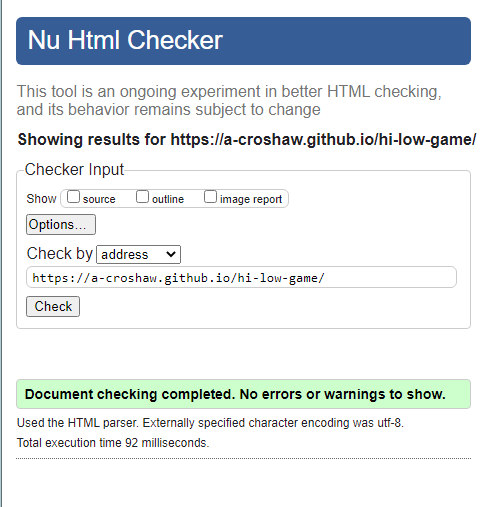 Nu Html Checker
This tool is an ongoing experiment in better HTML checking,
and its behavior remains subject to change
Showing results for https://a-croshaw.github.io/hi-low-game/
Checker Input
Show source outline image report
Options...
Check by address
https://a-croshaw.github.io/hi-low-game/
Check
Document checking completed. No errors or warnings to show.
Used the HTML parser. Externally specified character encoding was utf-8.
Total execution time 92 milliseconds.